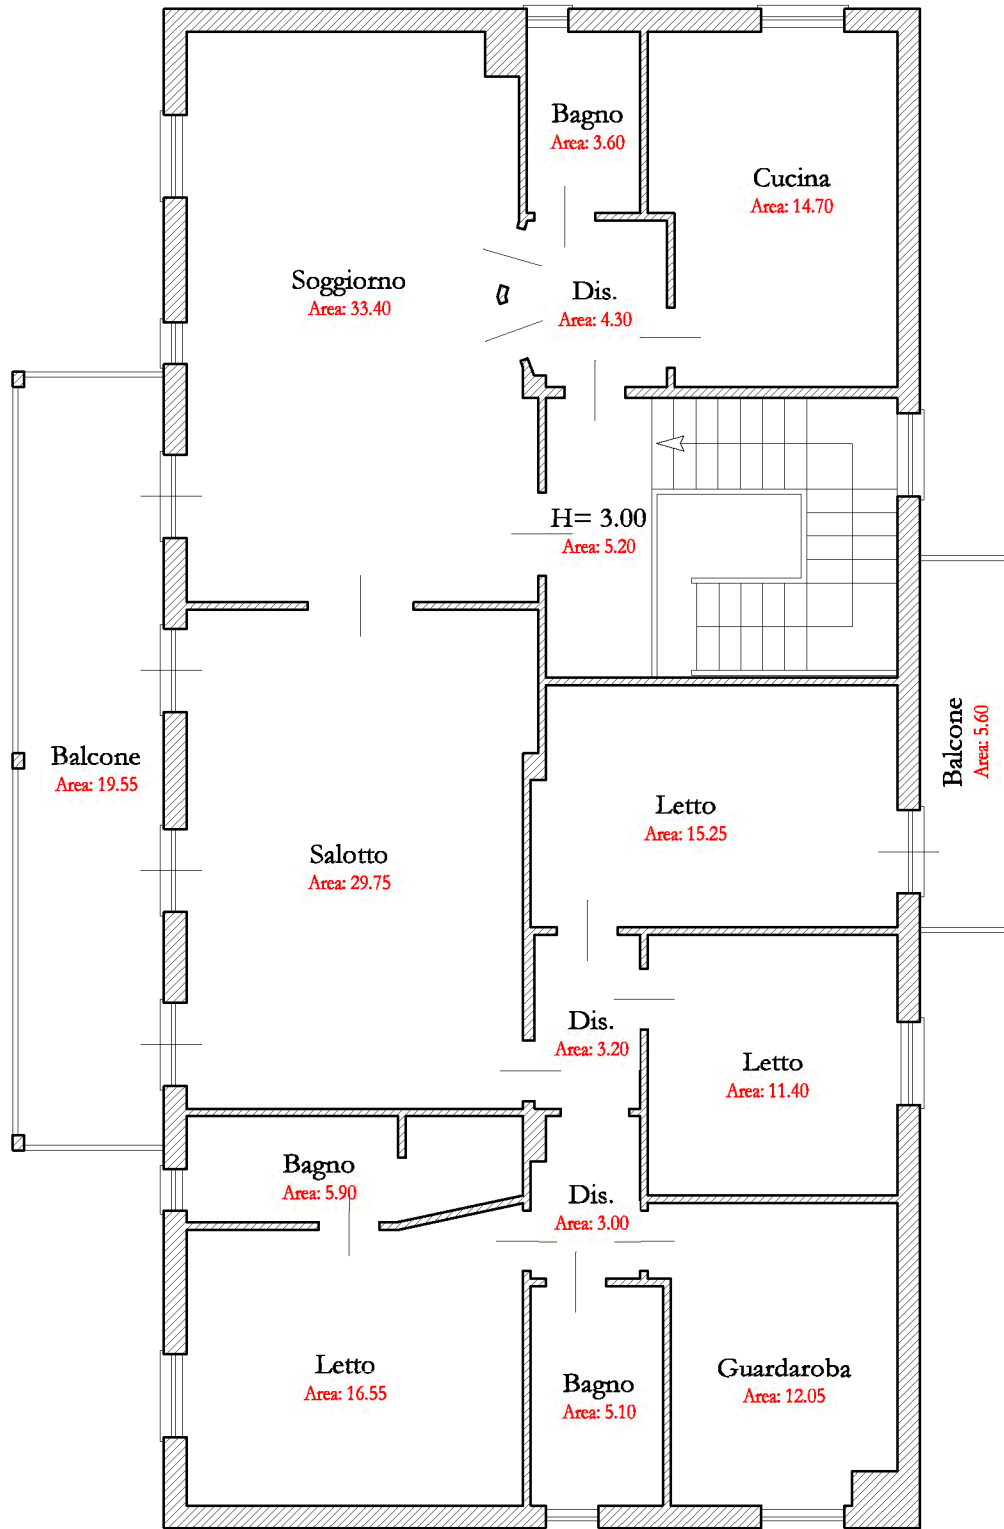 Bagno
Area: 3.60
Cucina
Area: 14.70
Soggiorno
Area: 33.40
Dis.
Area: 4.30
H= 3.00
Area: 5.20
Balcone
Area: 19.55
Balcone
Area: 5.60
Letto
Area: 15.25
Salotto
Area: 29.75
Dis.
Area: 3.20
Letto
Area: 11.40
Bagno
Area: 5.90
Dis.
Area: 3.00
Letto
Area: 16.55
Bagno
Area: 5.10
Guardaroba
Area: 12.05